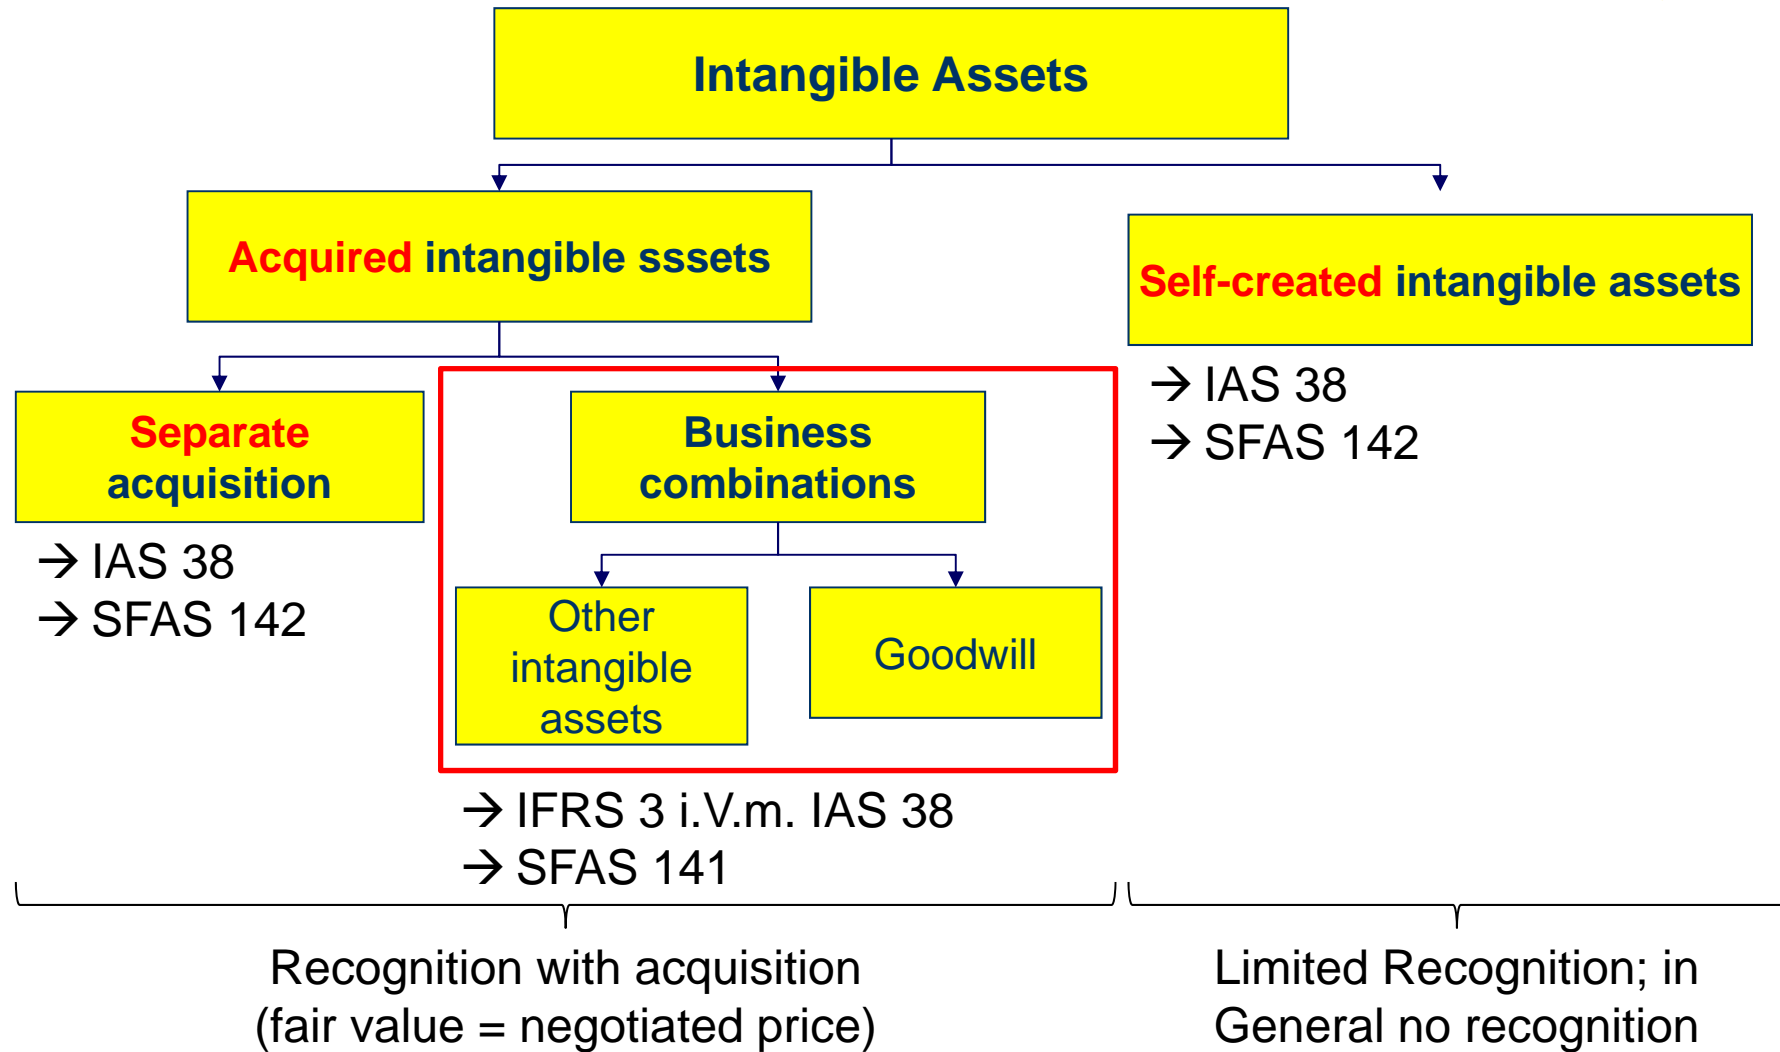 Intangible Assets
Acquired intangible sssets
Self-created intangible assets
Separate
acquisition
Business
combinations
→ IAS 38
→ SFAS 142
→ IAS 38
→ SFAS 142
Other
intangible
assets
Goodwill
→ IFRS 3 i.V.m. IAS 38
→ SFAS 141
Recognition with acquisition
(fair value = negotiated price)
Limited Recognition; in
General no recognition